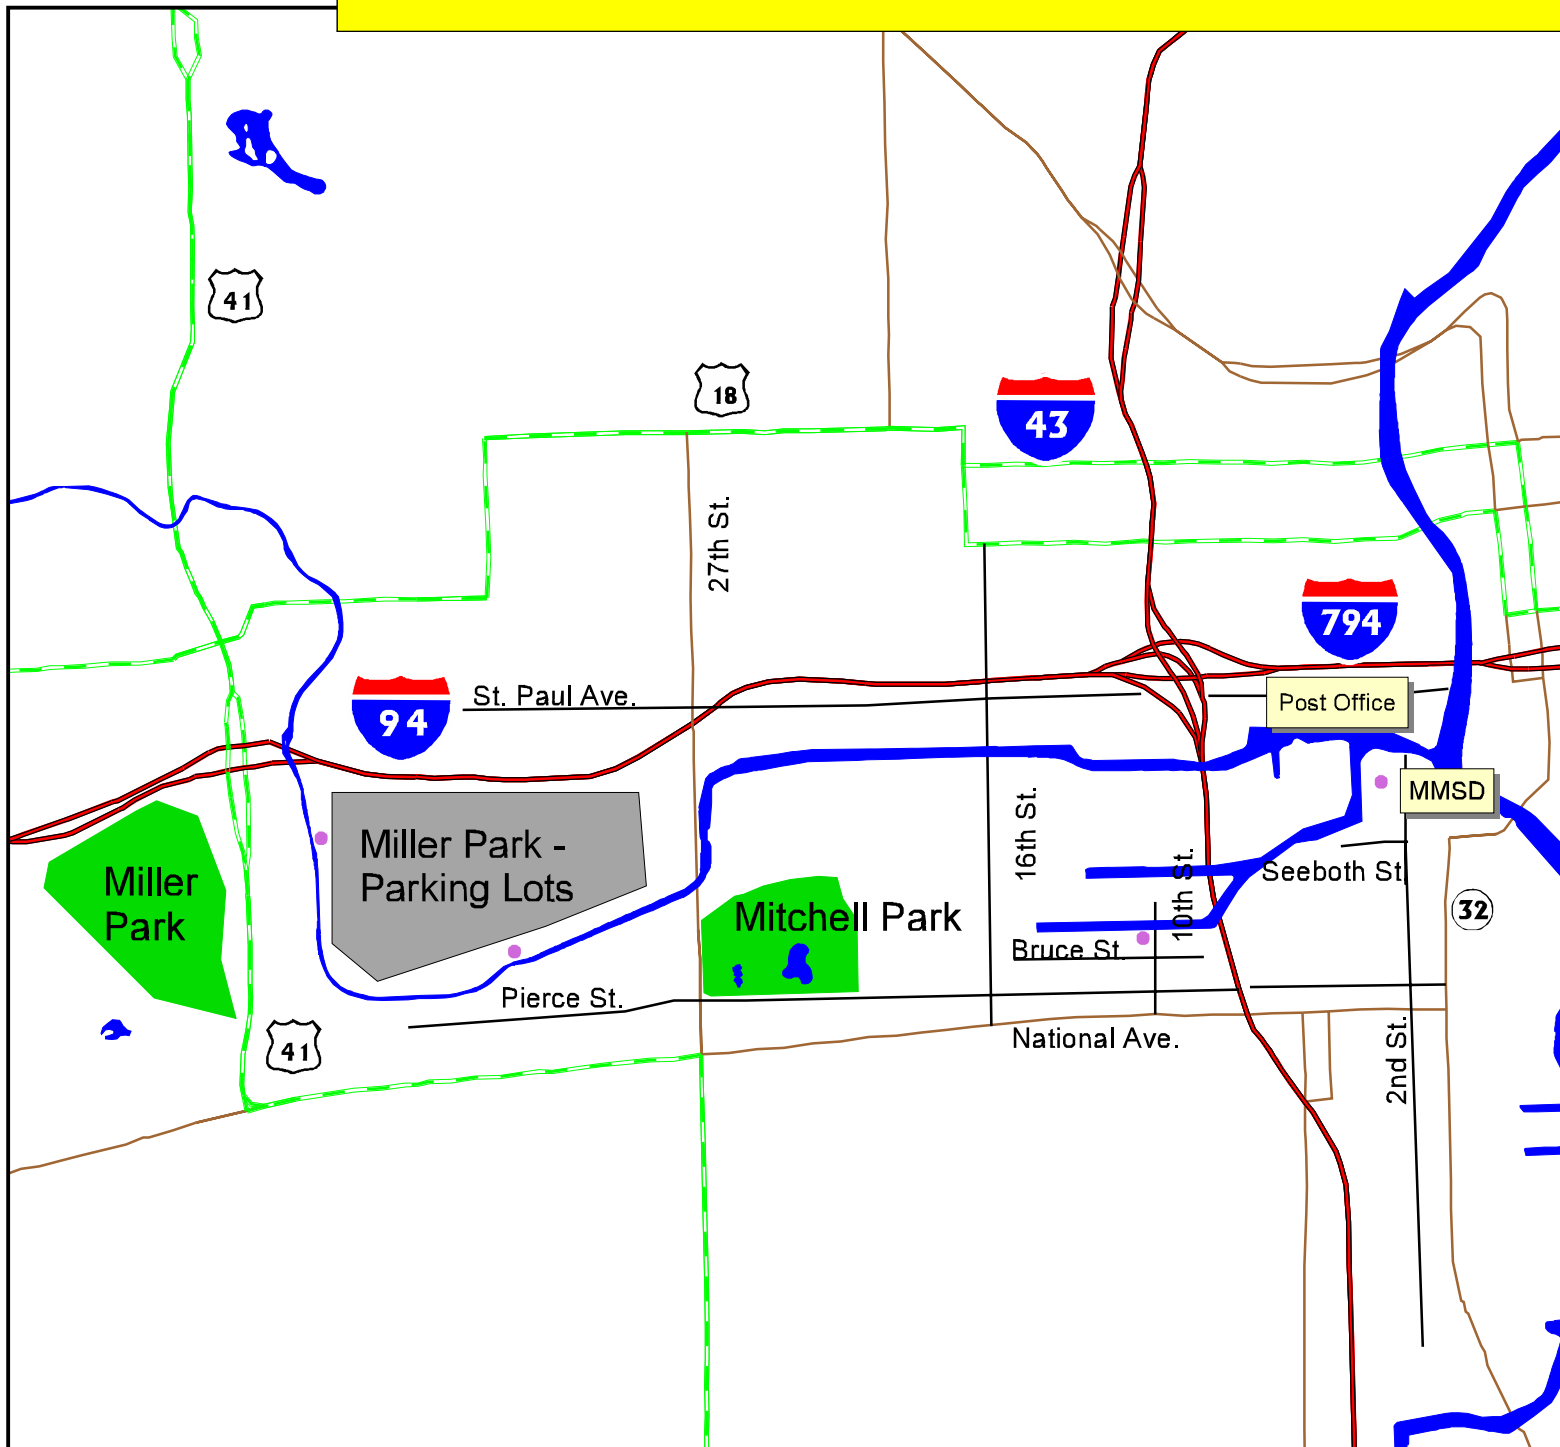 41
18
43
27th St.
794
St. Paul Ave.
94
Post Office
MMSD
16th St.
Miller Park -
Parking Lots
Miller
Park
10th St.
Seeboth St.
Mitchell Park
32
Bruce St.
Pierce St.
National Ave.
41
2nd St.